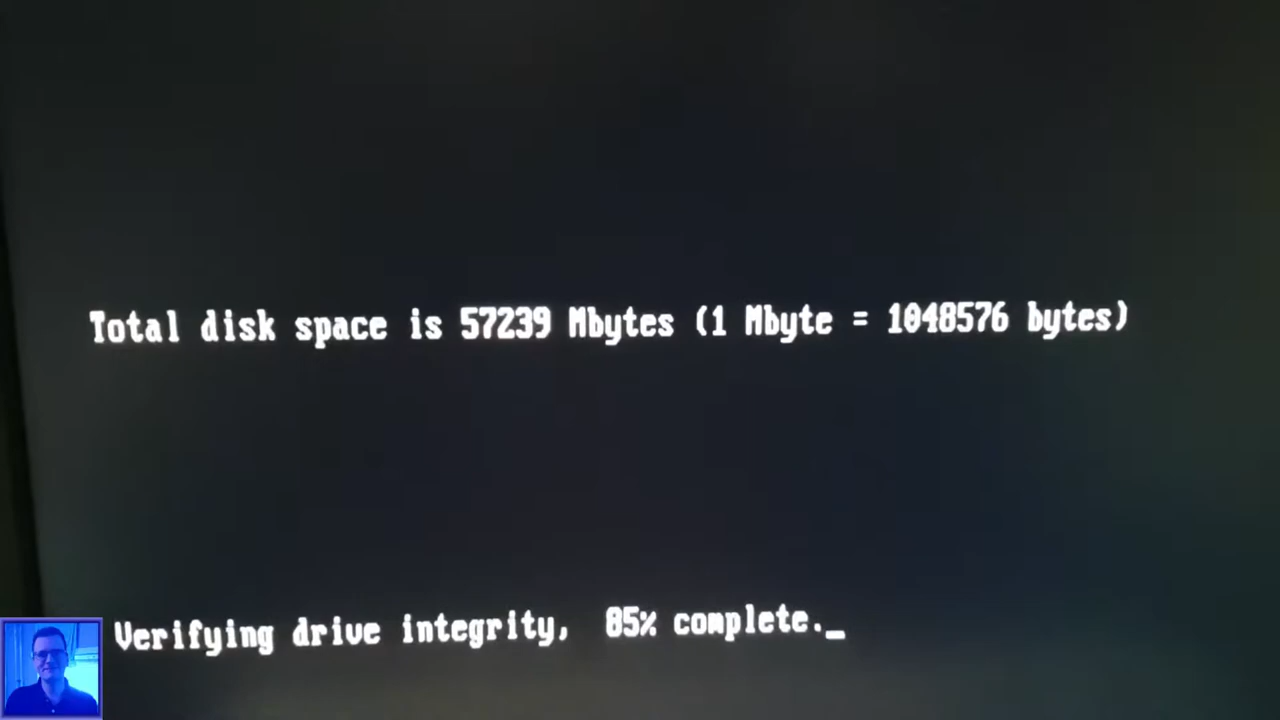 Total disk space is 57239 Mbytes (1 Mbyte = 1048576 bytes)
Verifying drive integrity, 85% complete._